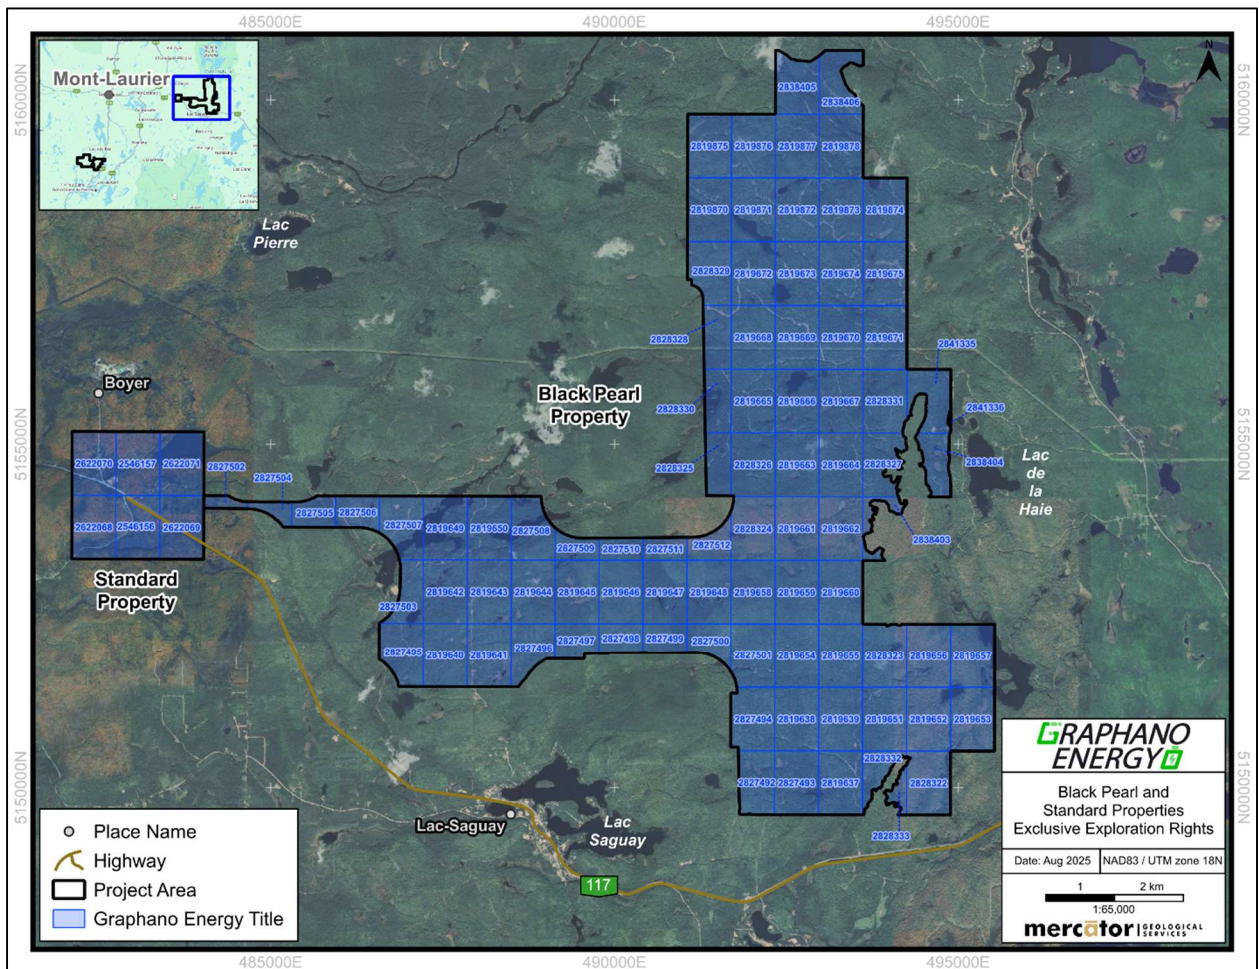 485000E
490000E
495000E
5160000N
5160000N
5155000N
5155000N
5150000N
5150000N
Mont-Laurier
N
2838405
2838406
2819875
2819876
2819877
2819878
2819870
2819871
2819872
2819873
2819874
Lac
Pierre
2828329
2819672
2819673
2819674
2819675
2828328
2819668
2819669
2819670
2819671
2841335
Boyer
Black Pearl
Property
2828330
2819665
2819666
2819667
2828331
2841336
2622070
2546157
2622071
2827502
2827504
2828325
2828326
2819663
2819664
2828327
2838404
Lac
de
la
Haie
2622068
2546156
2622069
2827505
2827506
2827507
2819649
2819650
2827508
2827509
2827510
2827511
2827512
2828324
2819661
2819662
2838403
Standard
Property
2827503
2819642
2819643
2819644
2819645
2819646
2819647
2819648
2819658
2819659
2819660
2827495
2819640
2819641
2827496
2827497
2827498
2827499
2827500
2827501
2819654
2819655
2828323
2819656
2819657
2827494
2819638
2819639
2819651
2819652
2819653
2827492
2827493
2819637
2828332
2828322
2828333
Lac-Saguay
Lac
Saguay
117
Place Name
Highway
Project Area
Graphano Energy Title
GRAPHANO
ENERGY
Black Pearl and
Standard Properties
Exclusive Exploration Rights
Date: Aug 2025
NAD83 / UTM zone 18N
1 2 km
1:65,000
mercator GEOLOGICAL
SERVICES
485000E
490000E
495000E